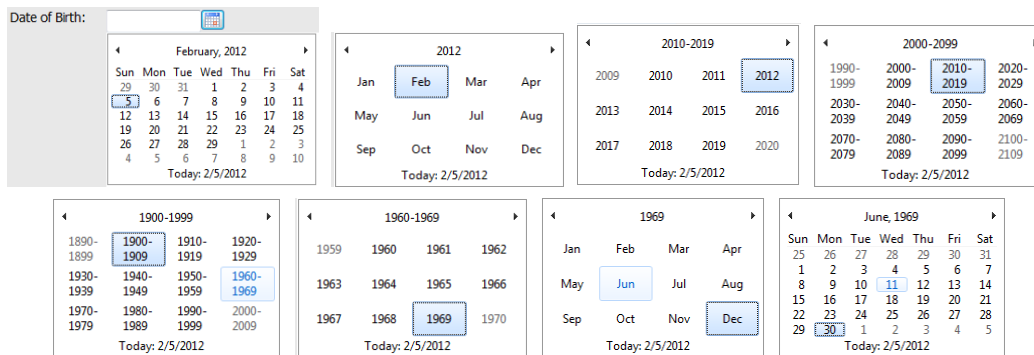 Date of Birth:
February, 2012
Sun Mon Tue Wed Thu Fri Sat
29 30 31 1 2 3 4
5 6 7 8 9 10 11
12 13 14 15 16 17 18
19 20 21 22 23 24 25
26 27 28 29 1 2 3
4 5 6 7 8 9 10
Today: 2/5/2012
2012
Jan Feb Mar Apr
May Jun Jul Aug
Sep Oct Nov Dec
Today: 2/5/2012
2010-2019
2009 2010 2011 2012
2013 2014 2015 2016
2017 2018 2019 2020
Today: 2/5/2012
2000-2099
1990- 2000- 2010- 2020-
1999 2009 2019 2029
2030- 2040- 2050- 2060-
2039 2049 2059 2069
2070- 2080- 2090- 2100-
2079 2089 2099 2109
Today: 2/5/2012
1900-1999
1890- 1900- 1910- 1920-
1899 1909 1919 1929
1930- 1940- 1950- 1960-
1939 1949 1959 1969
1970- 1980- 1990- 2000-
1979 1989 1999 2009
Today: 2/5/2012
1960-1969
1959 1960 1961 1962
1963 1964 1965 1966
1967 1968 1969 1970
Today: 2/5/2012
1969
Jan Feb Mar Apr
May Jun Jul Aug
Sep Oct Nov Dec
Today: 2/5/2012
June, 1969
Sun Mon Tue Wed Thu Fri Sat
25 26 27 28 29 30 31
1 2 3 4 5 6 7
8 9 10 11 12 13 14
15 16 17 18 19 20 21
22 23 24 25 26 27 28
29 30 1 2 3 4 5
Today: 2/5/2012